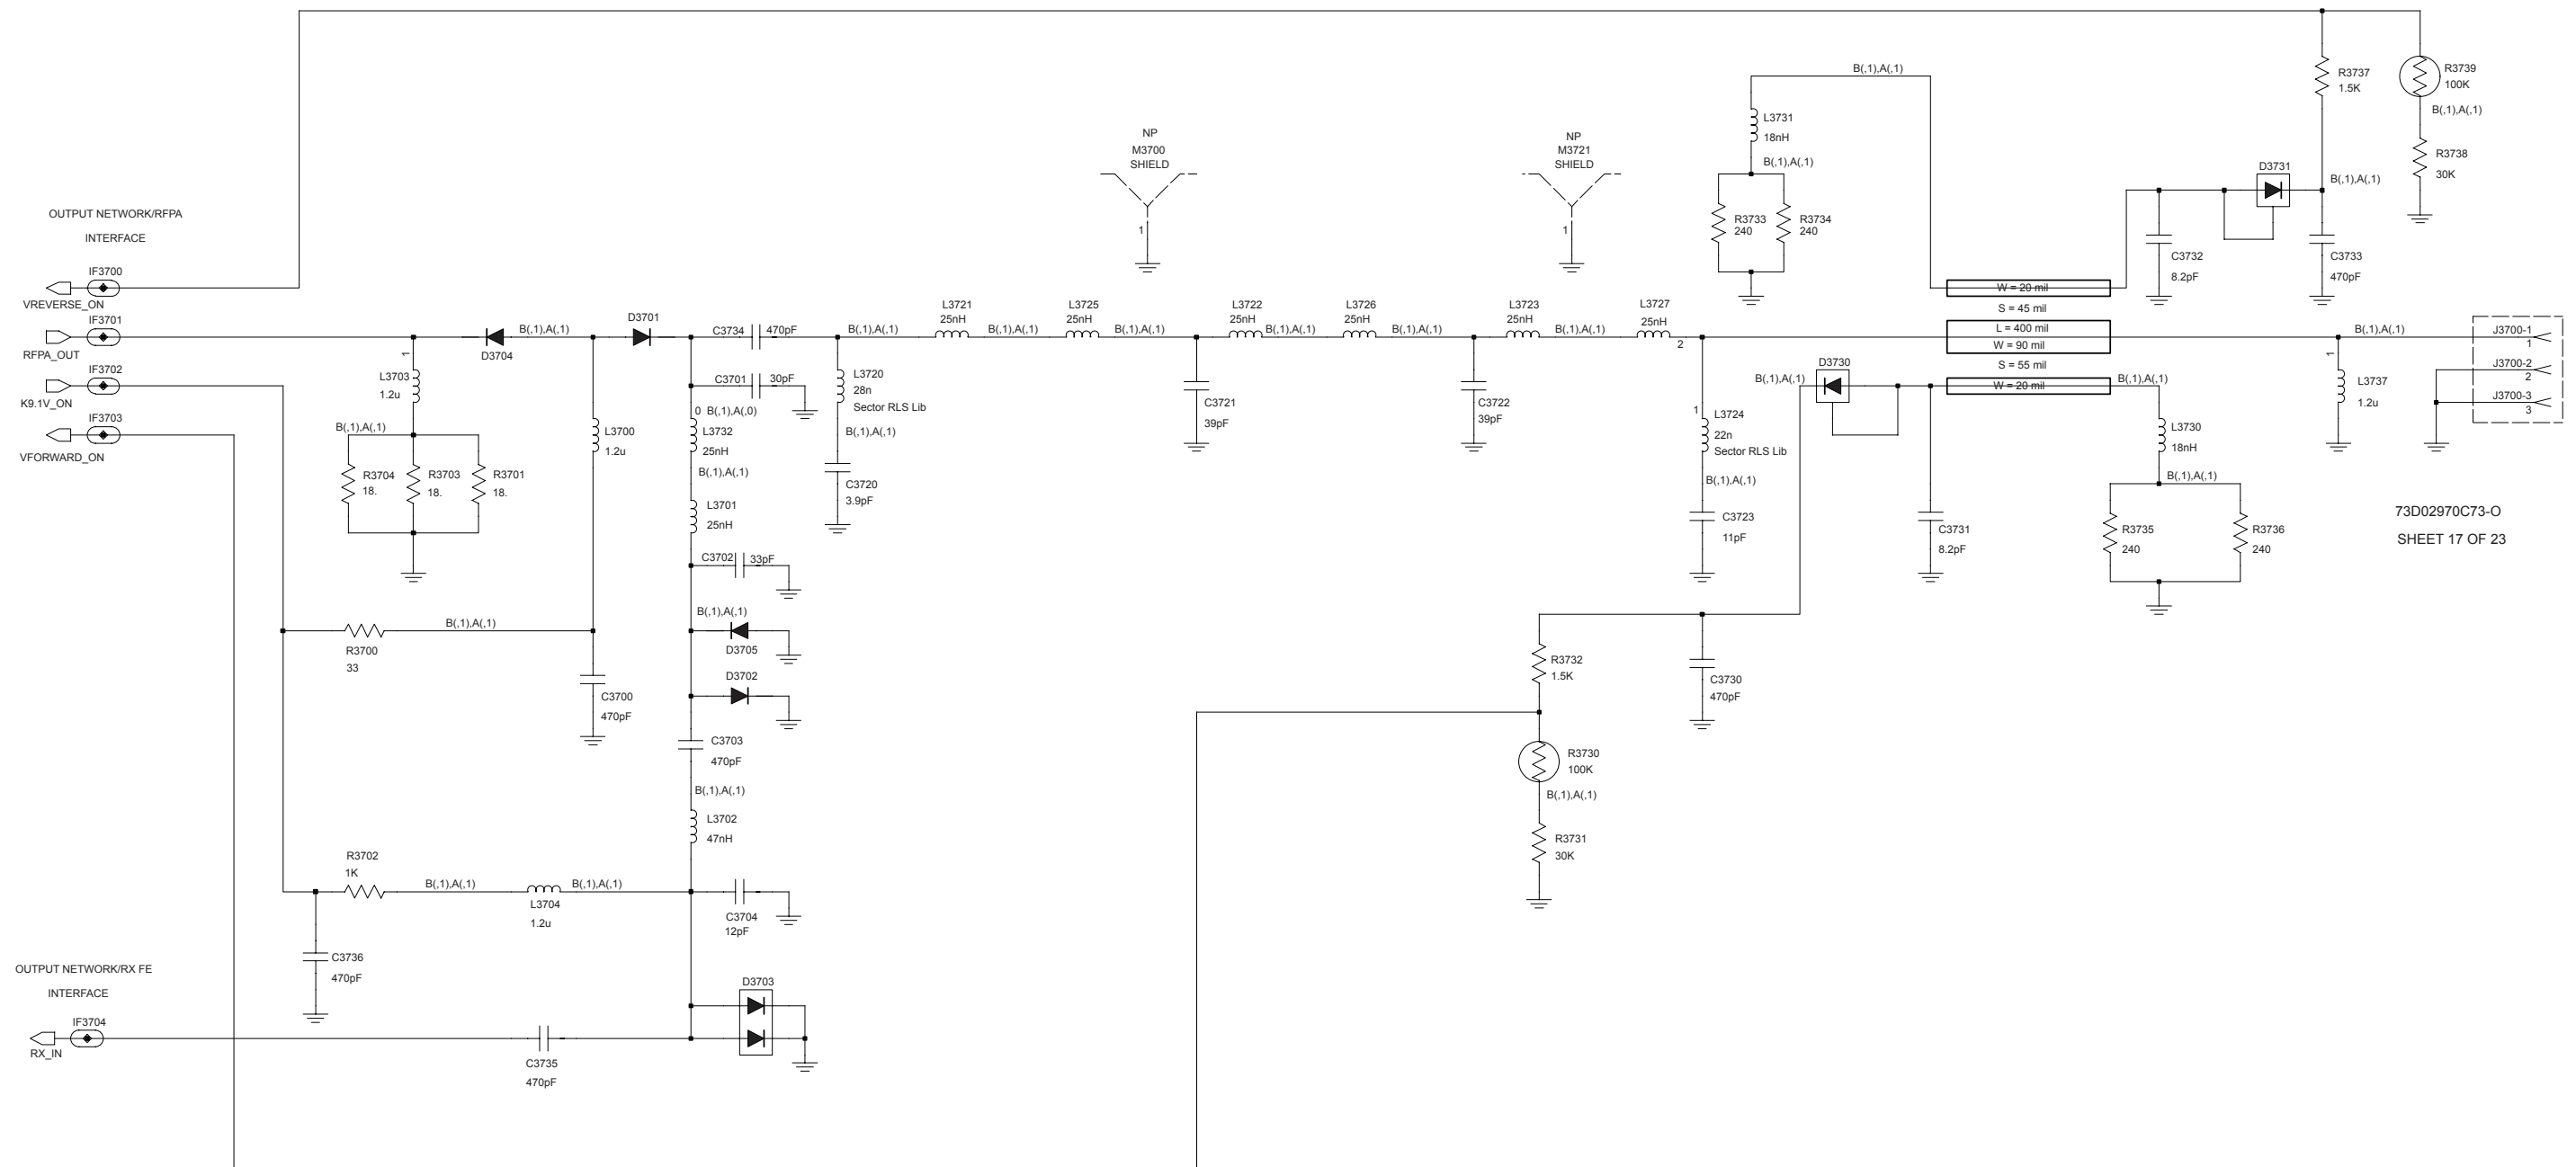 B(,1),A(,1)
R3737
1.5K
R3739
100K
B(,1),A(,1)
L3731
18nH
NP
M3700
SHIELD
1
NP
M3721
SHIELD
1
B(,1),A(,1)
R3733
240
R3734
240
R3738
30K
D3731
B(,1),A(,1)
C3732
8.2pF
C3733
470pF
OUTPUT NETWORK/RFPA
INTERFACE
IF3700
VREVERSE_ON
IF3701
RFPA_OUT
IF3702
K9.1V_ON
IF3703
VFORWARD_ON
D3704
B(,1),A(,1)
D3701
C3734
470pF
B(,1),A(,1)
L3721
25nH
B(,1),A(,1)
L3725
25nH
B(,1),A(,1)
L3722
25nH
B(,1),A(,1)
L3726
25nH
B(,1),A(,1)
L3723
25nH
B(,1),A(,1)
L3727
25nH
2
W = 20 mil
S = 45 mil
L = 400 mil
W = 90 mil
S = 55 mil
W = 20 mil
B(,1),A(,1)
J3700-1
1
J3700-2
2
J3700-3
3
1
L3737
1.2u
1
L3703
1.2u
C3701
30pF
L3720
28n
Sector RLS Lib
B(,1),A(,1)
C3720
3.9pF
C3721
39pF
C3722
39pF
B(,1),A(,1)
D3730
B(,1),A(,1)
1
L3724
22n
Sector RLS Lib
B(,1),A(,1)
C3723
11pF
C3731
8.2pF
L3730
18nH
B(,1),A(,1)
R3735
240
R3736
240
73D02970C73-O
SHEET 17 OF 23
B(,1),A(,1)
R3704
18.
R3703
18.
R3701
18.
L3700
1.2u
0 B(,1),A(,0)
L3732
25nH
B(,1),A(,1)
L3701
25nH
C3702
33pF
B(,1),A(,1)
D3705
D3702
B(,1),A(,1)
R3700
33
C3700
470pF
C3703
470pF
B(,1),A(,1)
L3702
47nH
R3732
1.5K
C3730
470pF
R3730
100K
B(,1),A(,1)
R3731
30K
R3702
1K
B(,1),A(,1)
L3704
1.2u
B(,1),A(,1)
C3704
12pF
C3736
470pF
OUTPUT NETWORK/RX FE
INTERFACE
IF3704
RX_IN
C3735
470pF
D3703